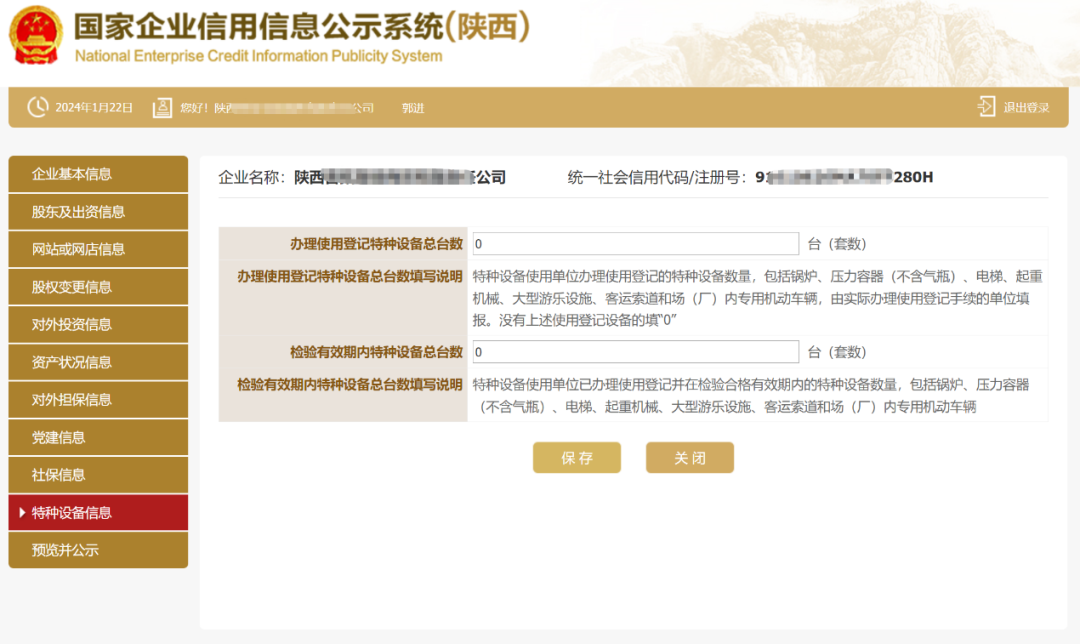 国家企业信用信息公示系统(陕西)
National Enterprise Credit Information Publicity System
2024年1月22日 您好！陕西 公司 郭进 退出登录
企业基本信息
股东及出资信息
网站或网店信息
股权变更信息
对外投资信息
资产状况信息
对外担保信息
党建信息
社保信息
特种设备信息
预览并公示
企业名称： 陕西 公司 统一社会信用代码/注册号： 91 280H
办理使用登记特种设备总台数 0 台（套数）
办理使用登记特种设备总台数填写说明 特种设备使用单位办理使用登记的特种设备数量，包括锅炉、压力容器（不含气瓶）、电梯、起重
机械、大型游乐设施、客运索道和场（厂）内专用机动车辆，由实际办理使用登记手续的单位填
报。没有上述使用登记设备的填“0”
检验有效期内特种设备总台数 0 台（套数）
检验有效期内特种设备总台数填写说明 特种设备使用单位已办理使用登记并在检验合格有效期内的特种设备数量，包括锅炉、压力容器
（不含气瓶）、电梯、起重机械、大型游乐设施、客运索道和场（厂）内专用机动车辆
保存 关闭